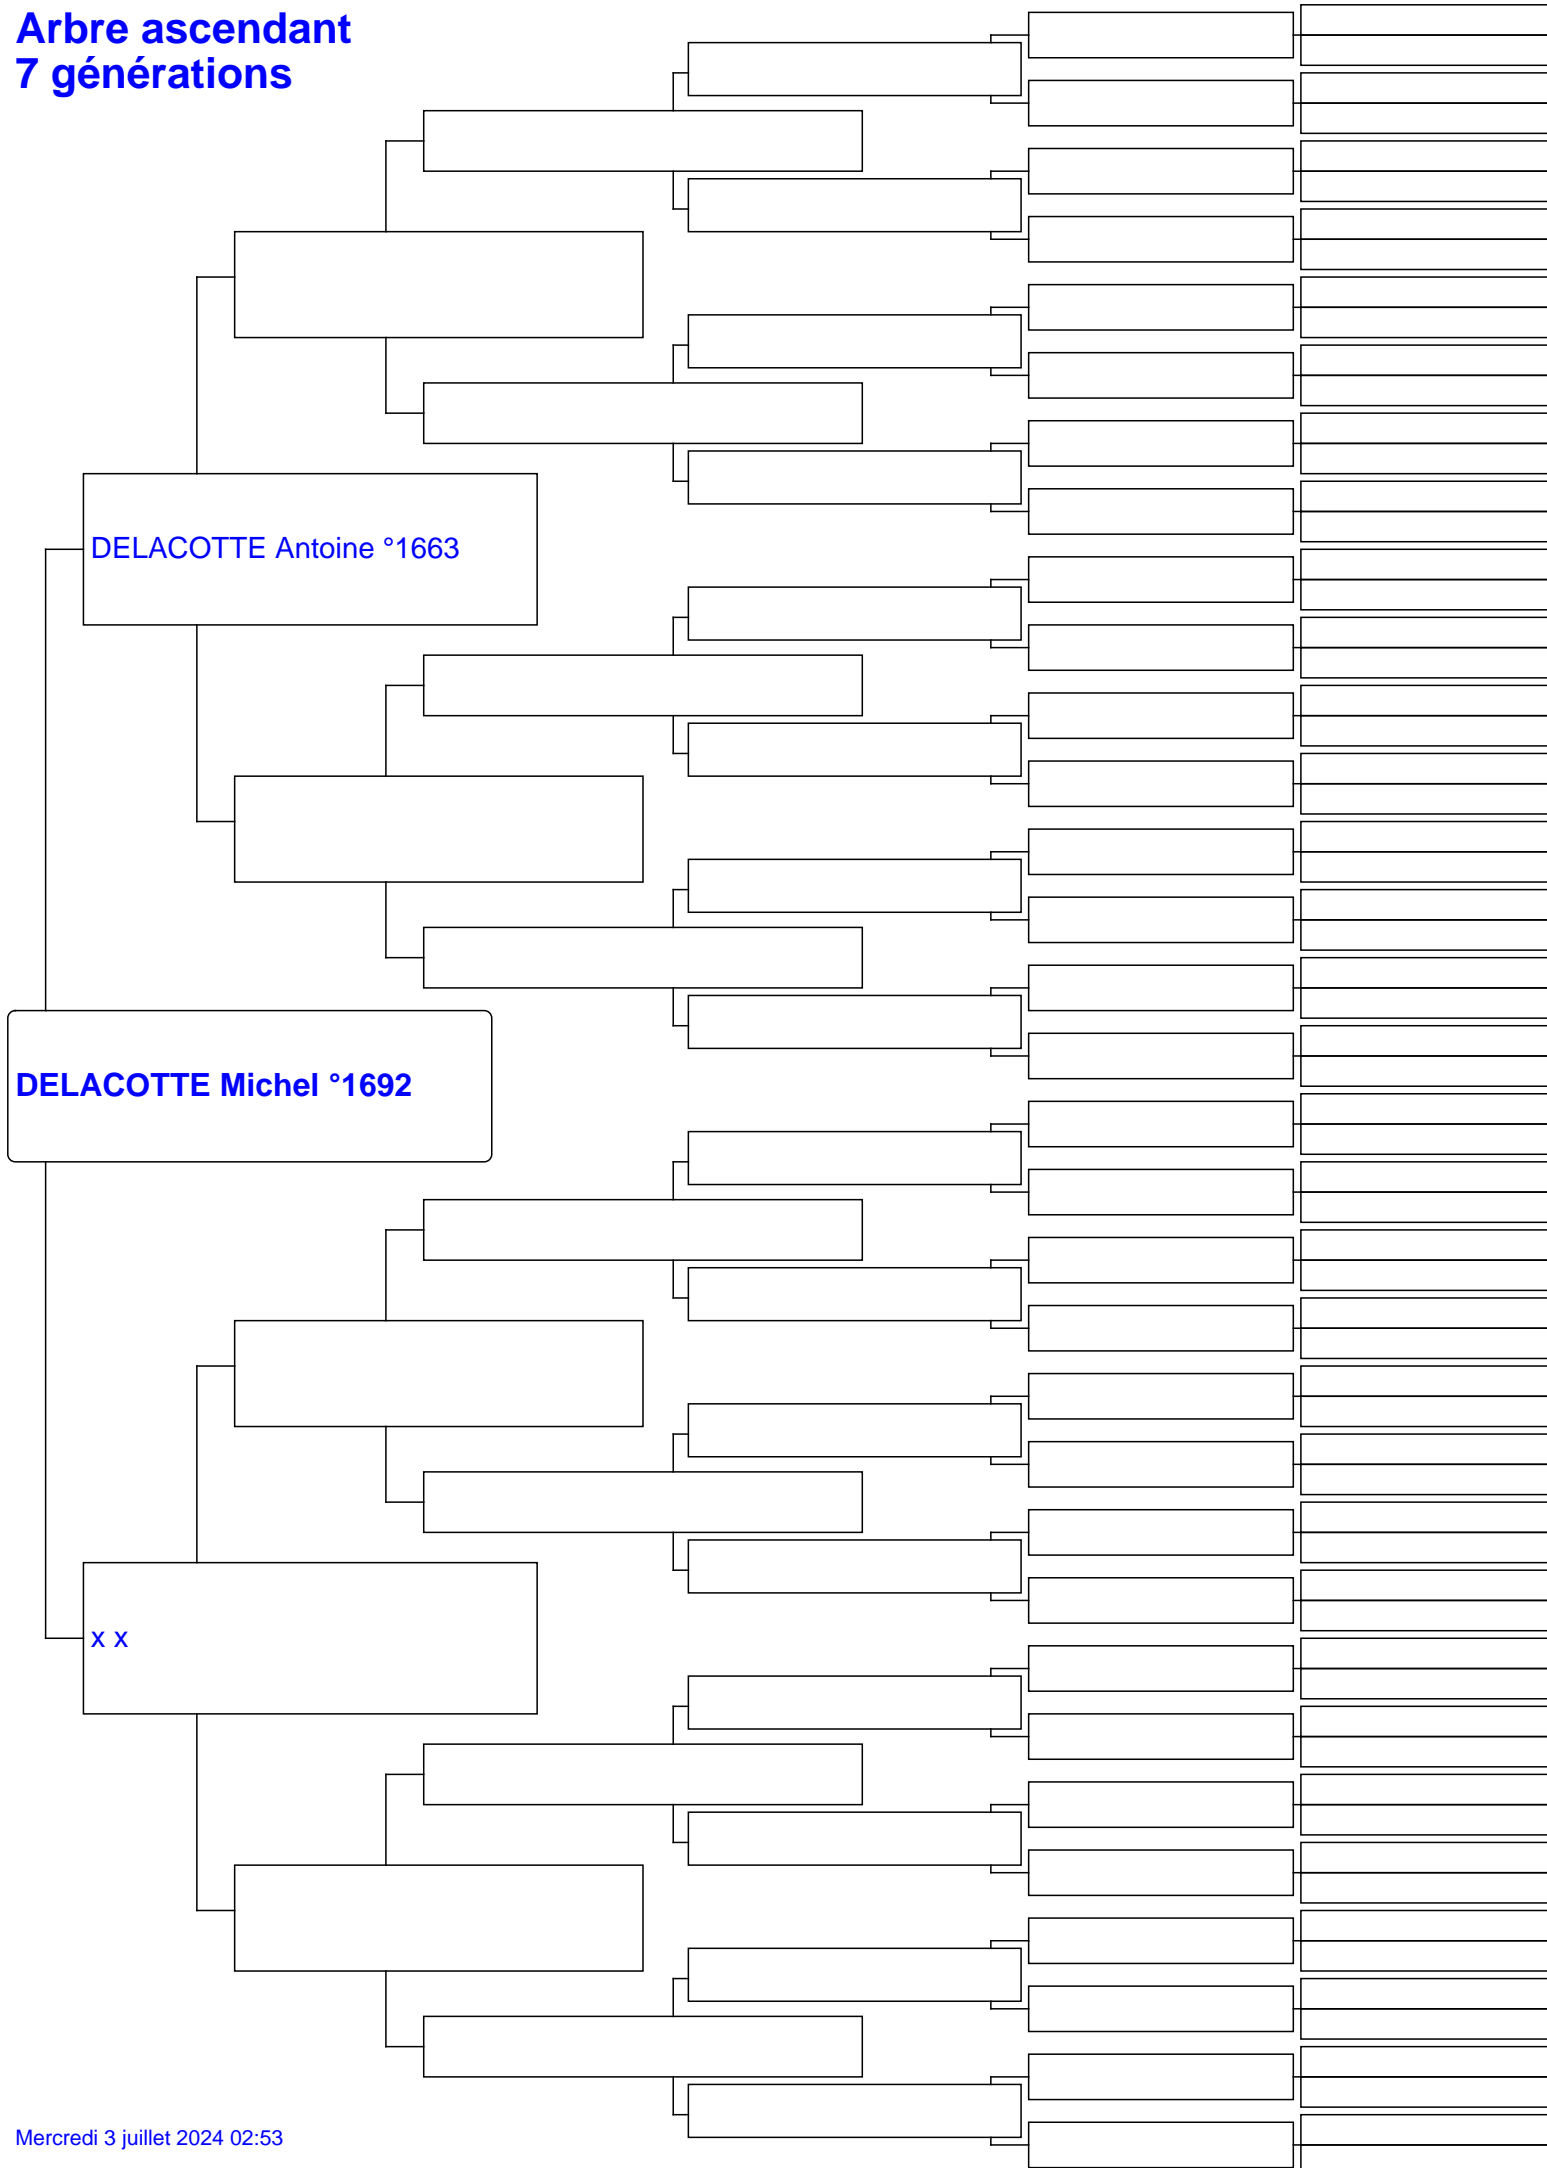 Arbre ascendant
7 générations
DELACOTTE Antoine °1663
DELACOTTE Michel °1692
x x
Mercredi 3 juillet 2024 02:53